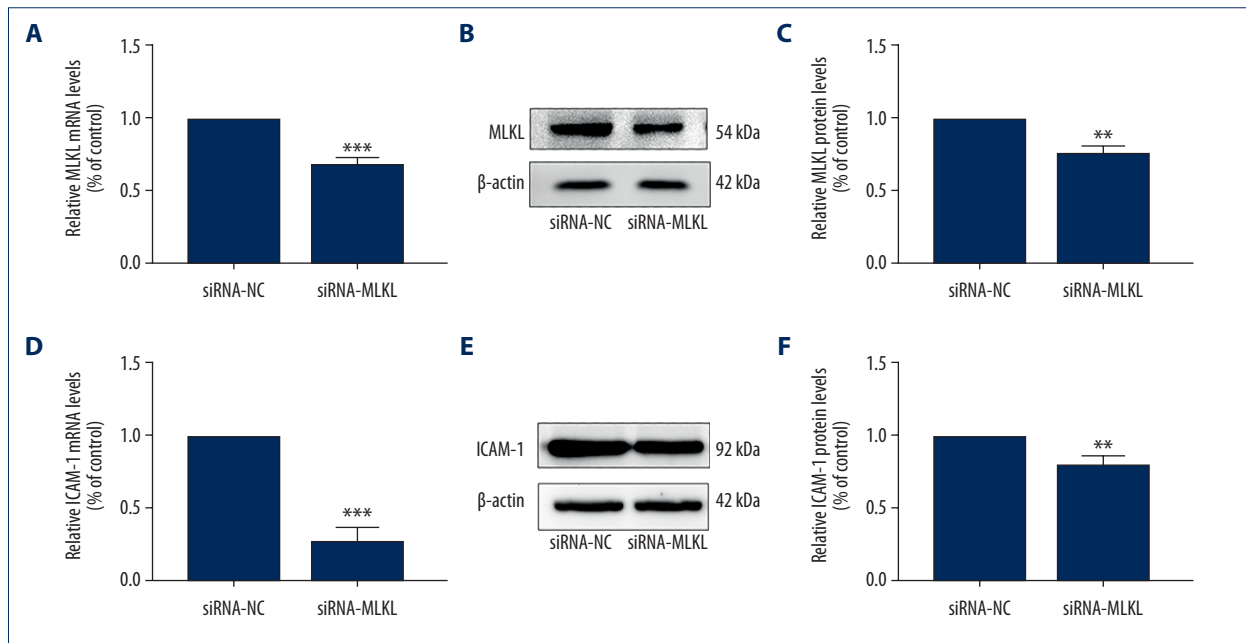 A
Relative MLKL mRNA levels
(% of control)
1.5
1.0
0.5
0.0
***
siRNA-NC
siRNA-MLKL
B
MLKL
54 kDa
β-actin
42 kDa
siRNA-NC
siRNA-MLKL
C
Relative MLKL protein levels
(% of control)
1.5
1.0
0.5
0.0
**
siRNA-NC
siRNA-MLKL
D
Relative ICAM-1 mRNA levels
(% of control)
1.5
1.0
0.5
0.0
***
siRNA-NC
siRNA-MLKL
E
ICAM-1
92 kDa
β-actin
42 kDa
siRNA-NC
siRNA-MLKL
F
Relative ICAM-1 protein levels
(% of control)
1.5
1.0
0.5
0.0
**
siRNA-NC
siRNA-MLKL